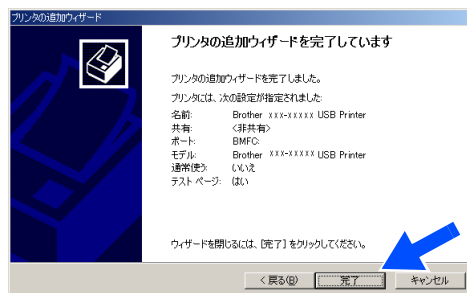 プリンタの追加ウィザード
プリンタの追加ウィザードを完了しています
プリンタの追加ウィザードを完了しました。
プリンタには、次の設定が指定されました:
名前: Brother xxx-xxxxx USB Printer
共有: <非共有>
ポート: BMFC:
モデル: Brother xxx-xxxxx USB Printer
通常使う: いいえ
テスト ページ: はい
ウィザードを閉じるには、[完了] をクリックしてください。
< 戻る(B) 完了 キャンセル